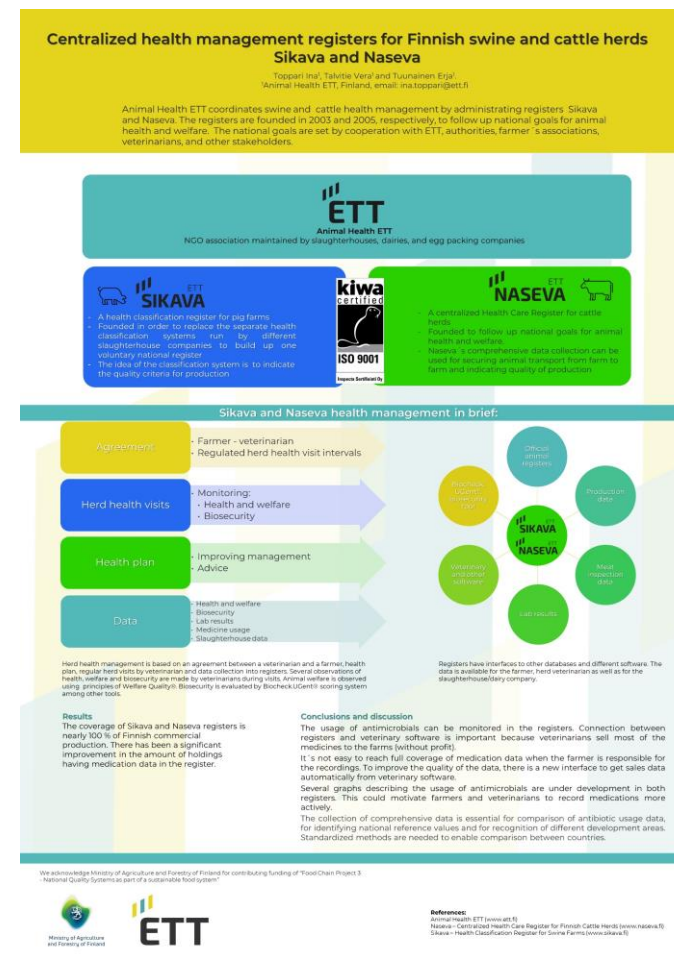 Centralized health management registers for Finnish swine and cattle herds
Sikava and Naseva
Toppari Ina¹, Talvitie Vera¹ and Tuunainen Erja¹.
¹Animal Health ETT, Finland, email: ina.toppari@ett.fi
Animal Health ETT coordinates swine and cattle health management by administrating registers Sikava
and Naseva. The registers are founded in 2003 and 2005, respectively, to follow up national goals for animal
health and welfare. The national goals are set by cooperation with ETT, authorities, farmer´s associations,
veterinarians, and other stakeholders.
ETT
Animal Health ETT
NGO association maintained by slaughterhouses, dairies, and egg packing companies
ETT
SIKAVA
- A health classification register for pig farms
- Founded in order to replace the separate health
classification systems run by different
slaughterhouse companies to build up one
voluntary national register
- The idea of the classification system is to indicate
the quality criteria for production
kiwa
certified
ISO 9001
Inspecta Sertifiointi Oy
ETT
NASEVA
- A centralized Health Care Register for cattle
herds
- Founded to follow up national goals for animal
health and welfare.
- Naseva´s comprehensive data collection can be
used for securing animal transport from farm to
farm and indicating quality of production
Sikava and Naseva health management in brief:
Agreement
• Farmer - veterinarian
• Regulated herd health visit intervals
Herd health visits
• Monitoring:
• Health and welfare
• Biosecurity
Health plan
• Improving management
• Advice
Data
• Health and welfare
• Biosecurity
• Lab results
• Medicine usage
• Slaughterhouse data
Official
animal
registers
Production
data
Meat
inspection
data
Lab results
Veterinary
and other
software
Biocheck
UGent
SIKAVA
ETT
NASEVA
Herd health management is based on an agreement between a veterinarian and a farmer, health
plan, regular herd visits by veterinarian and data collection into registers. Several observations of
health, welfare and biosecurity are made by veterinarians during visits. Animal welfare is observed
using principles of Welfare Quality®. Biosecurity is evaluated by Biocheck.UGent® scoring system
among other tools.
Registers have interfaces to other databases and different software. The
data is available for the farmer, herd veterinarian as well as for the
slaughterhouse/dairy company.
Results
The coverage of Sikava and Naseva registers is
nearly 100 % of Finnish commercial
production. There has been a significant
improvement in the amount of holdings
having medication data in the register.
Conclusions and discussion
The usage of antimicrobials can be monitored in the registers. Connection between
registers and veterinary software is important because veterinarians sell most of the
medicines to the farms (without profit).
It´s not easy to reach full coverage of medication data when the farmer is responsible for
the recordings. To improve the quality of the data, there is a new interface to get sales data
automatically from veterinary software.
Several graphs describing the usage of antimicrobials are under development in both
registers. This could motivate farmers and veterinarians to record medications more
actively.
The collection of comprehensive data is essential for comparison of antibiotic usage data,
for identifying national reference values and for recognition of different development areas.
Standardized methods are needed to enable comparison between countries.
We acknowledge Ministry of Agriculture and Forestry of Finland for contributing funding of "Food Chain Project 3
- National Quality Systems as part of a sustainable food system"
Ministry of Agriculture
and Forestry of Finland
ETT
References:
Animal Health ETT (www.ett.fi)
Naseva – Centralized Health Care Register for Finnish Cattle Herds (www.naseva.fi)
Sikava – Health Classification Register for Swine Farms (www.sikava.fi)